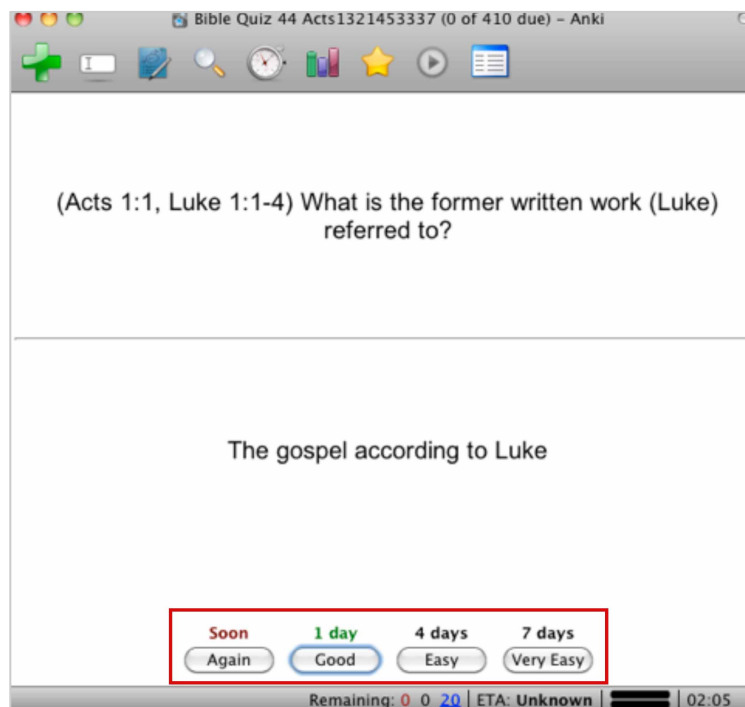 Bible Quiz 44 Acts1321453337 (0 of 410 due) – Anki
(Acts 1:1, Luke 1:1-4) What is the former written work (Luke)
referred to?
The gospel according to Luke
Soon 1 day 4 days 7 days
Again Good Easy Very Easy
Remaining: 0 0 20 | ETA: Unknown | 02:05